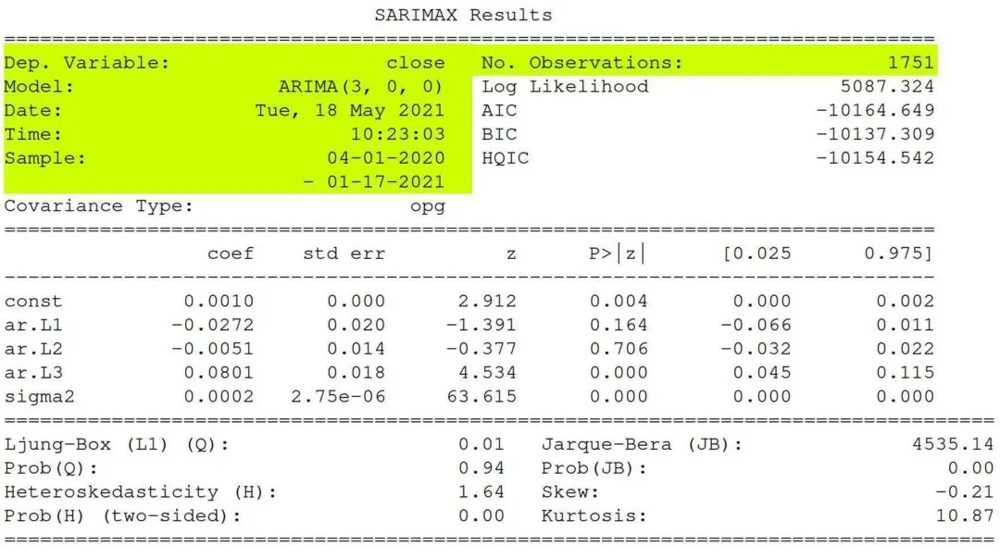 SARIMAX Results
==============================================================================
Dep. Variable: close No. Observations: 1751
Model: ARIMA(3, 0, 0) Log Likelihood 5087.324
Date: Tue, 18 May 2021 AIC -10164.649
Time: 10:23:03 BIC -10137.309
Sample: 04-01-2020 HQIC -10154.542
- 01-17-2021
Covariance Type: opg
==============================================================================
coef std err z P>|z| [0.025 0.975]
------------------------------------------------------------------------------
const 0.0010 0.000 2.912 0.004 0.000 0.002
ar.L1 -0.0272 0.020 -1.391 0.164 -0.066 0.011
ar.L2 -0.0051 0.014 -0.377 0.706 -0.032 0.022
ar.L3 0.0801 0.018 4.534 0.000 0.045 0.115
sigma2 0.0002 2.75e-06 63.615 0.000 0.000 0.000
===================================================================================
Ljung-Box (L1) (Q): 0.01 Jarque-Bera (JB): 4535.14
Prob(Q): 0.94 Prob(JB): 0.00
Heteroskedasticity (H): 1.64 Skew: -0.21
Prob(H) (two-sided): 0.00 Kurtosis: 10.87
===================================================================================